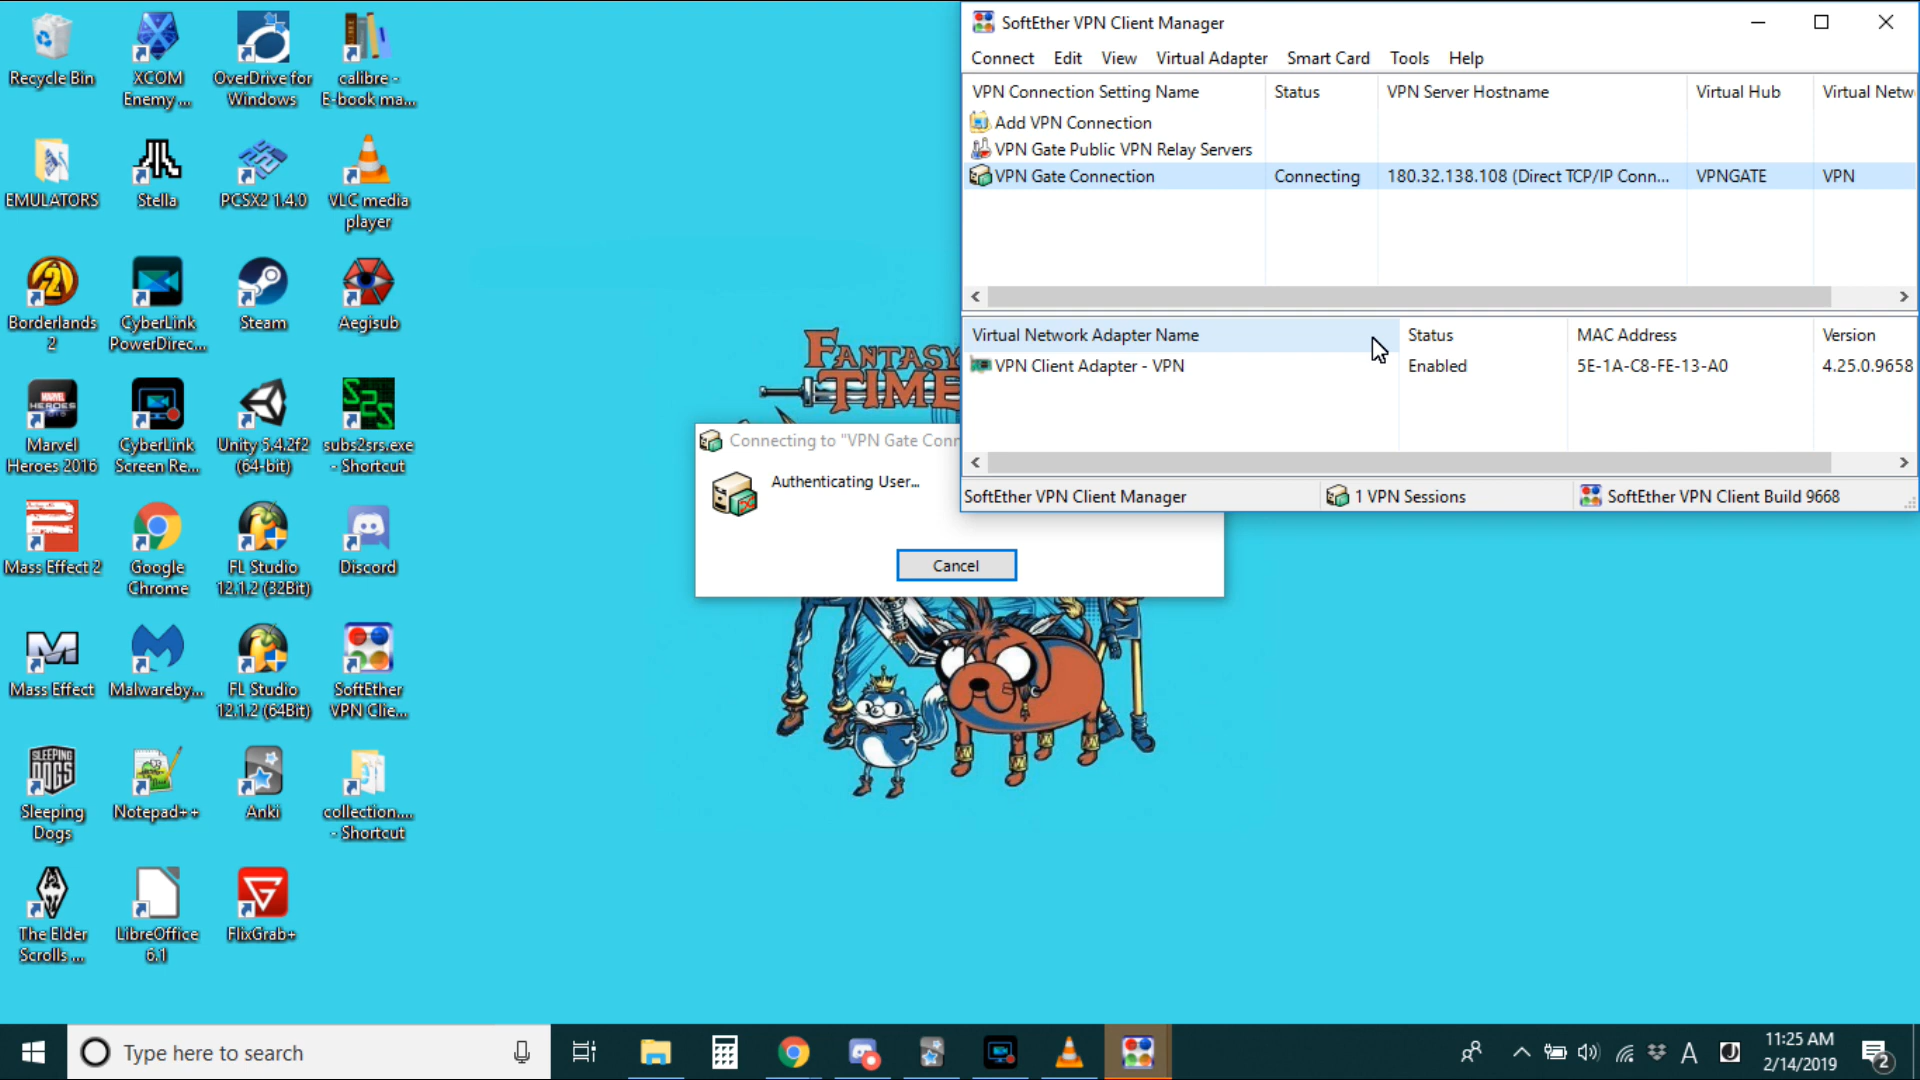 Recycle Bin
XCOM
Enemy ...
OverDrive for
Windows
calibre -
E-book ma...
EMULATORS
Stella
PCSX2 1.4.0
VLC media
player
Borderlands
2
CyberLink
PowerDirec...
Steam
Aegisub
MARVEL
HEROES
Marvel
Heroes 2016
CyberLink
Screen Re...
Unity 5.4.2f2
(64-bit)
S2S
subs2srs.exe
- Shortcut
Mass Effect 2
Google
Chrome
FL Studio
12.1.2 (32Bit)
Discord
Mass Effect
Malwareby...
FL Studio
12.1.2 (64Bit)
SoftEther
VPN Clie...
SLEEPING
DOGS
Sleeping
Dogs
Notepad++
Anki
collection....
- Shortcut
The Elder
Scrolls ...
LibreOffice
6.1
FlixGrab+
FANTASY
TIME
SoftEther VPN Client Manager
Connect Edit View Virtual Adapter Smart Card Tools Help
VPN Connection Setting Name Status VPN Server Hostname Virtual Hub Virtual Netw
Add VPN Connection
VPN Gate Public VPN Relay Servers
VPN Gate Connection Connecting 180.32.138.108 (Direct TCP/IP Conn... VPNGATE VPN
Virtual Network Adapter Name Status MAC Address Version
VPN Client Adapter - VPN Enabled 5E-1A-C8-FE-13-A0 4.25.0.9658
SoftEther VPN Client Manager 1 VPN Sessions SoftEther VPN Client Build 9668
Connecting to "VPN Gate Conn
Authenticating User...
Cancel
Type here to search
A
J
11:25 AM
2/14/2019
2